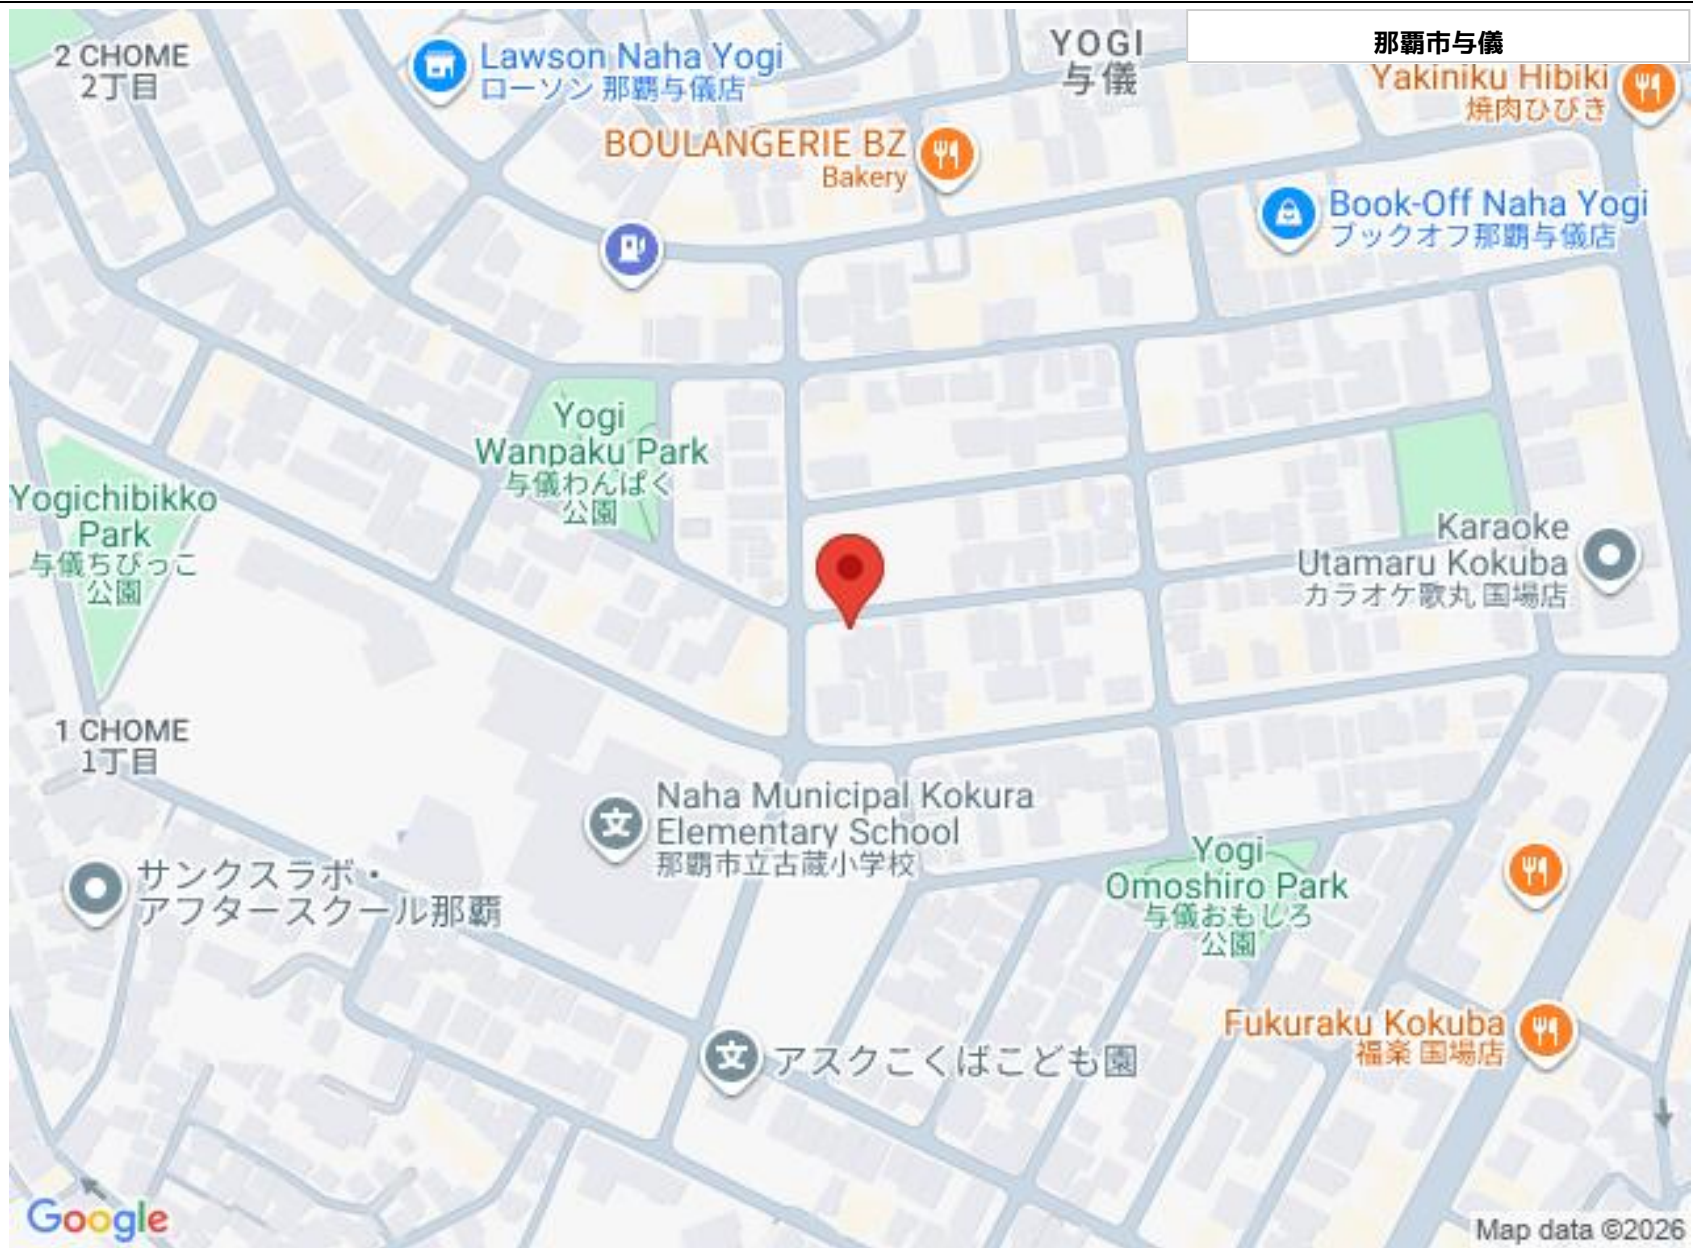 那覇市与儀
2 CHOME
2丁目
Lawson Naha Yogi
ローソン 那覇与儀店
YOGI
与儀
Yakiniku Hibiki
焼肉ひびき
BOULANGERIE BZ
Bakery
Book-Off Naha Yogi
ブックオフ那覇与儀店
Yogi
Wanpaku Park
与儀わんぱく
公園
Yogichibikko
Park
与儀ちびっこ
公園
Karaoke
Utamaru Kokuba
カラオケ歌丸 国場店
1 CHOME
1丁目
Naha Municipal Kokura
Elementary School
那覇市立古蔵小学校
サンクスラボ・
アフタースクール那覇
Yogi
Omoshiro Park
与儀おもしろ
公園
Fukuraku Kokuba
福楽 国場店
アスクこくばこども園
Google
Map data ©2026